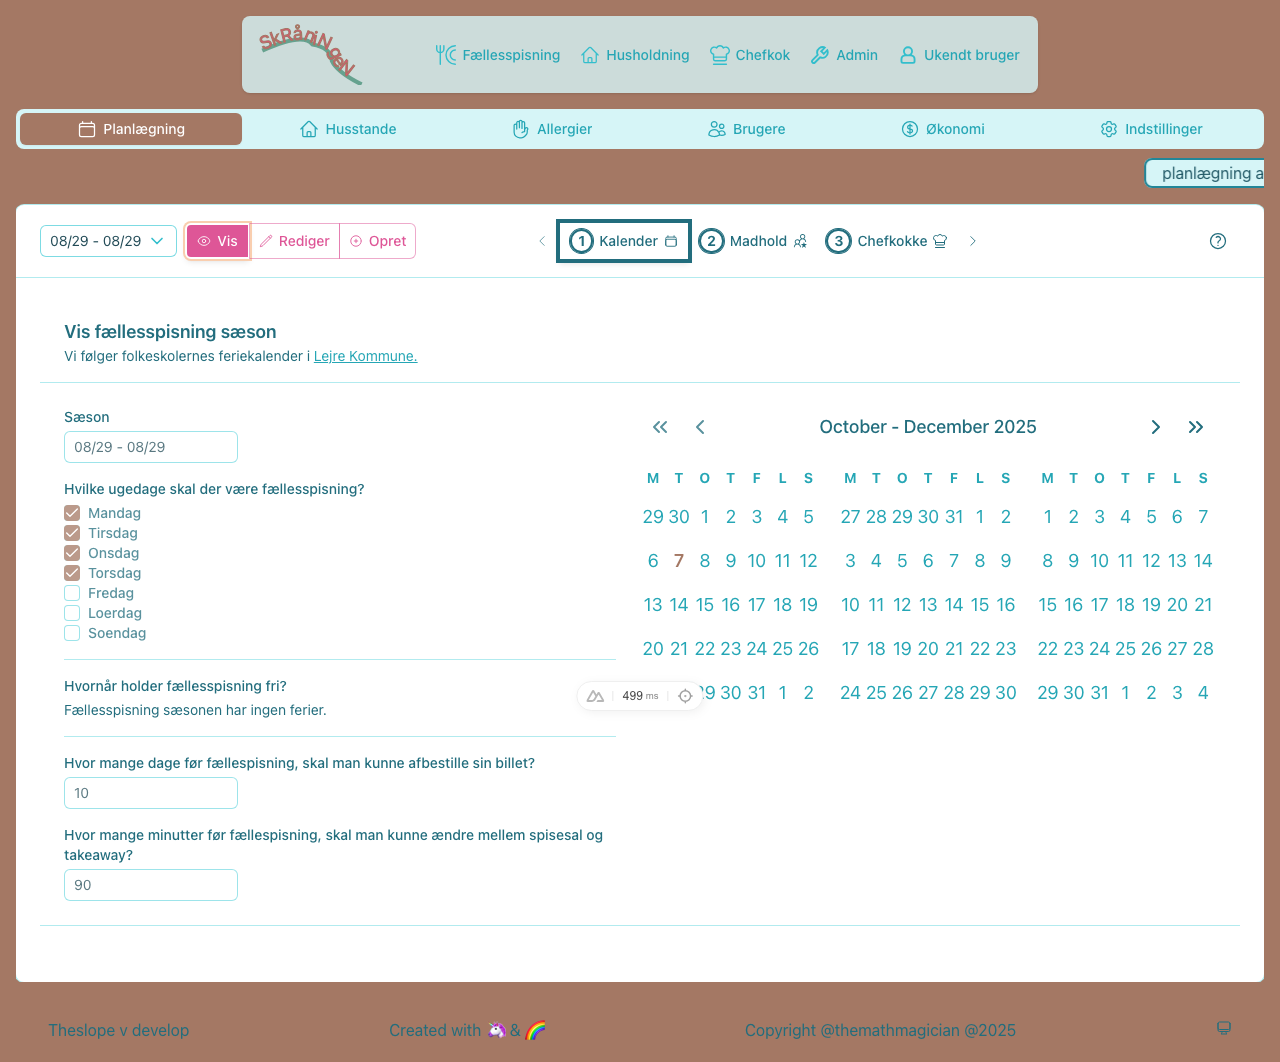 SkRåniNgeN
Fællesspisning Husholdning Chefkok Admin Ukendt bruger
Planlægning Husstande Allergier Brugere Økonomi Indstillinger
planlægning a
08/29 - 08/29 Vis Rediger Opret 1 Kalender 2 Madhold 3 Chefkokke
Vis fællesspisning sæson
Vi følger folkeskolernes feriekalender i Lejre Kommune.
Sæson
08/29 - 08/29
Hvilke ugedage skal der være fællesspisning?
Mandag
Tirsdag
Onsdag
Torsdag
Fredag
Loerdag
Soendag
Hvornår holder fællesspisning fri?
Fællesspisning sæsonen har ingen ferier.
Hvor mange dage før fællespisning, skal man kunne afbestille sin billet?
10
Hvor mange minutter før fællespisning, skal man kunne ændre mellem spisesal og
takeaway?
90
October - December 2025
M T O T F L S M T O T F L S M T O T F L S
29 30 1 2 3 4 5 27 28 29 30 31 1 2 1 2 3 4 5 6 7
6 7 8 9 10 11 12 3 4 5 6 7 8 9 8 9 10 11 12 13 14
13 14 15 16 17 18 19 10 11 12 13 14 15 16 15 16 17 18 19 20 21
20 21 22 23 24 25 26 17 18 19 20 21 22 23 22 23 24 25 26 27 28
30 31 1 2 24 25 26 27 28 29 30 29 30 31 1 2 3 4
499 ms
Theslope v develop Created with 🦄 & 🌈 Copyright @themathmagician @2025